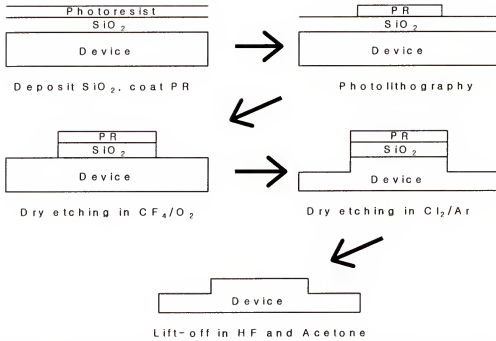 Photoresist
SiO₂
Device
Deposit SiO₂, coat PR
PR
SiO₂
Device
Photolithography
PR
SiO₂
Device
Dry etching in CF₄/O₂
PR
SiO₂
Device
Dry etching in Cl₂/Ar
Device
Lift-off in HF and Acetone